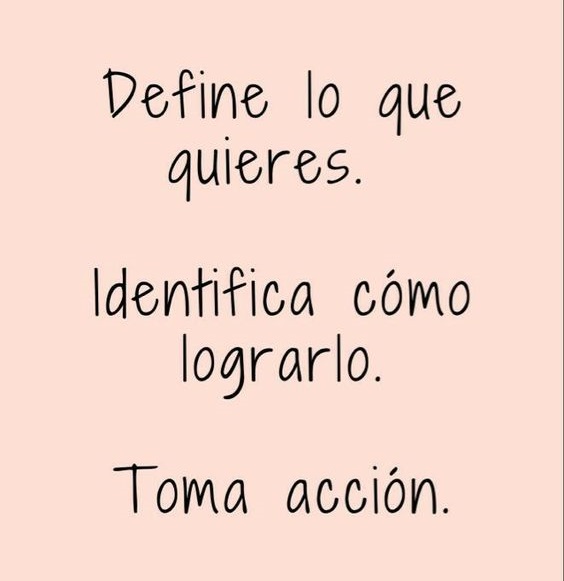 Define lo que
quieres.
Identifica cómo
lograrlo.
Toma acción.